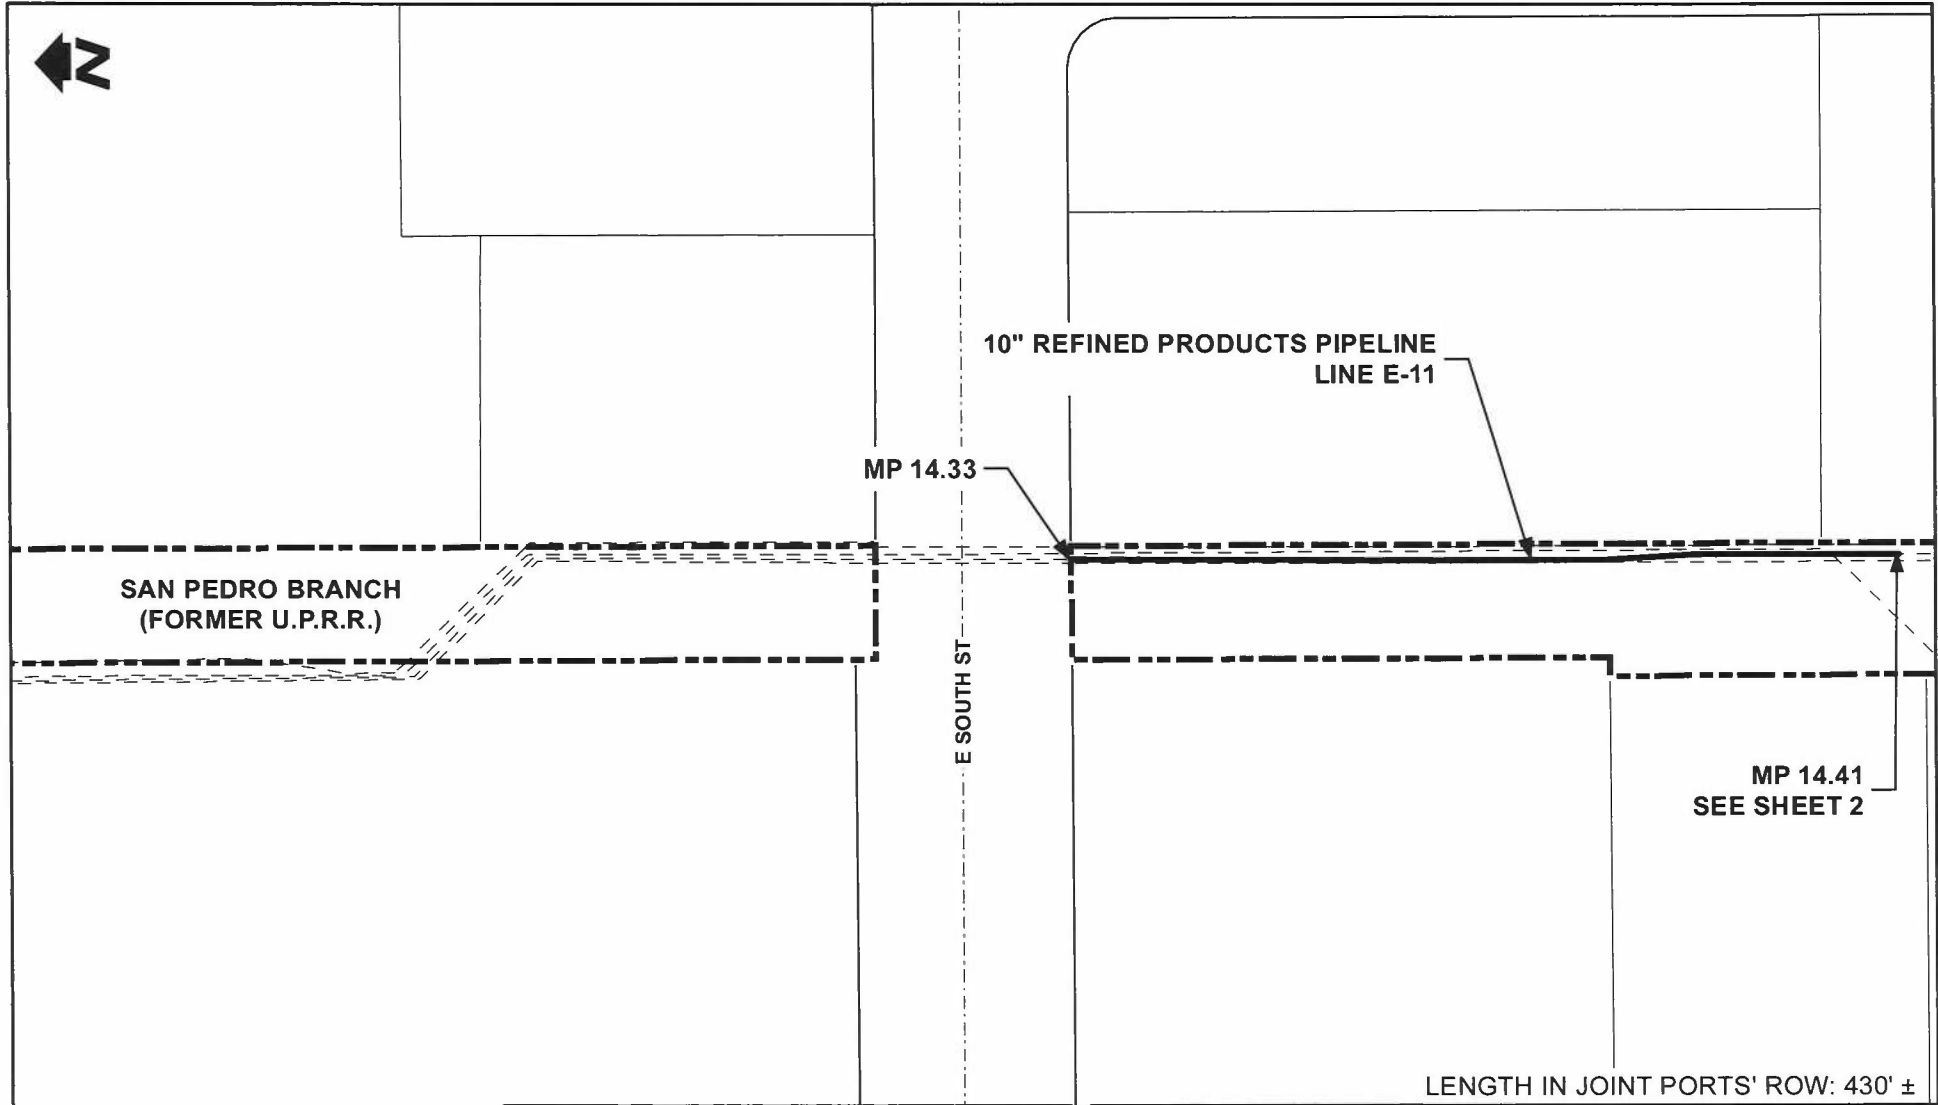 N
10" REFINED PRODUCTS PIPELINE
LINE E-11
MP 14.33
SAN PEDRO BRANCH
(FORMER U.P.R.R.)
E SOUTH ST
MP 14.41
SEE SHEET 2
LENGTH IN JOINT PORTS' ROW: 430' ±